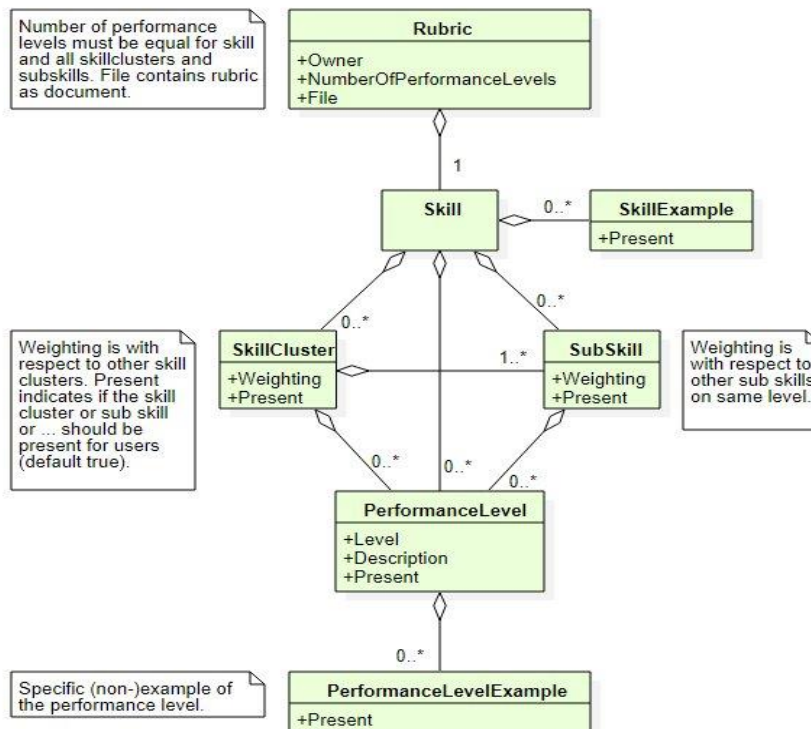 Number of performance
levels must be equal for skill
and all skillclusters and
subskills. File contains rubric
as document.
Rubric
+Owner
+NumberOfPerformanceLevels
+File
1
Skill
0..*
SkillExample
+Present
0..*
0..*
Weighting is with
respect to other skill
clusters. Present
indicates if the skill
cluster or sub skill
or ... should be
present for users
(default true).
SkillCluster
+Weighting
+Present
1..*
SubSkill
+Weighting
+Present
Weighting is
with respect to
other sub skills
on same level.
0..*
0..*
0..*
PerformanceLevel
+Level
+Description
+Present
0..*
Specific (non-)example of
the performance level.
PerformanceLevelExample
+Present